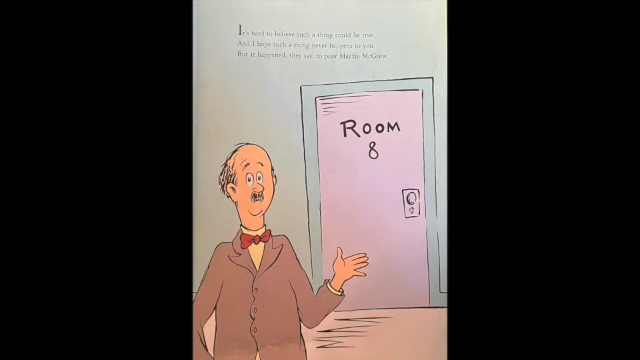 It's hard to believe such a thing could be true,
And I hope such a thing never happens to you.
But it happened, they say, to poor Mayzie McGrew.
ROOM
8